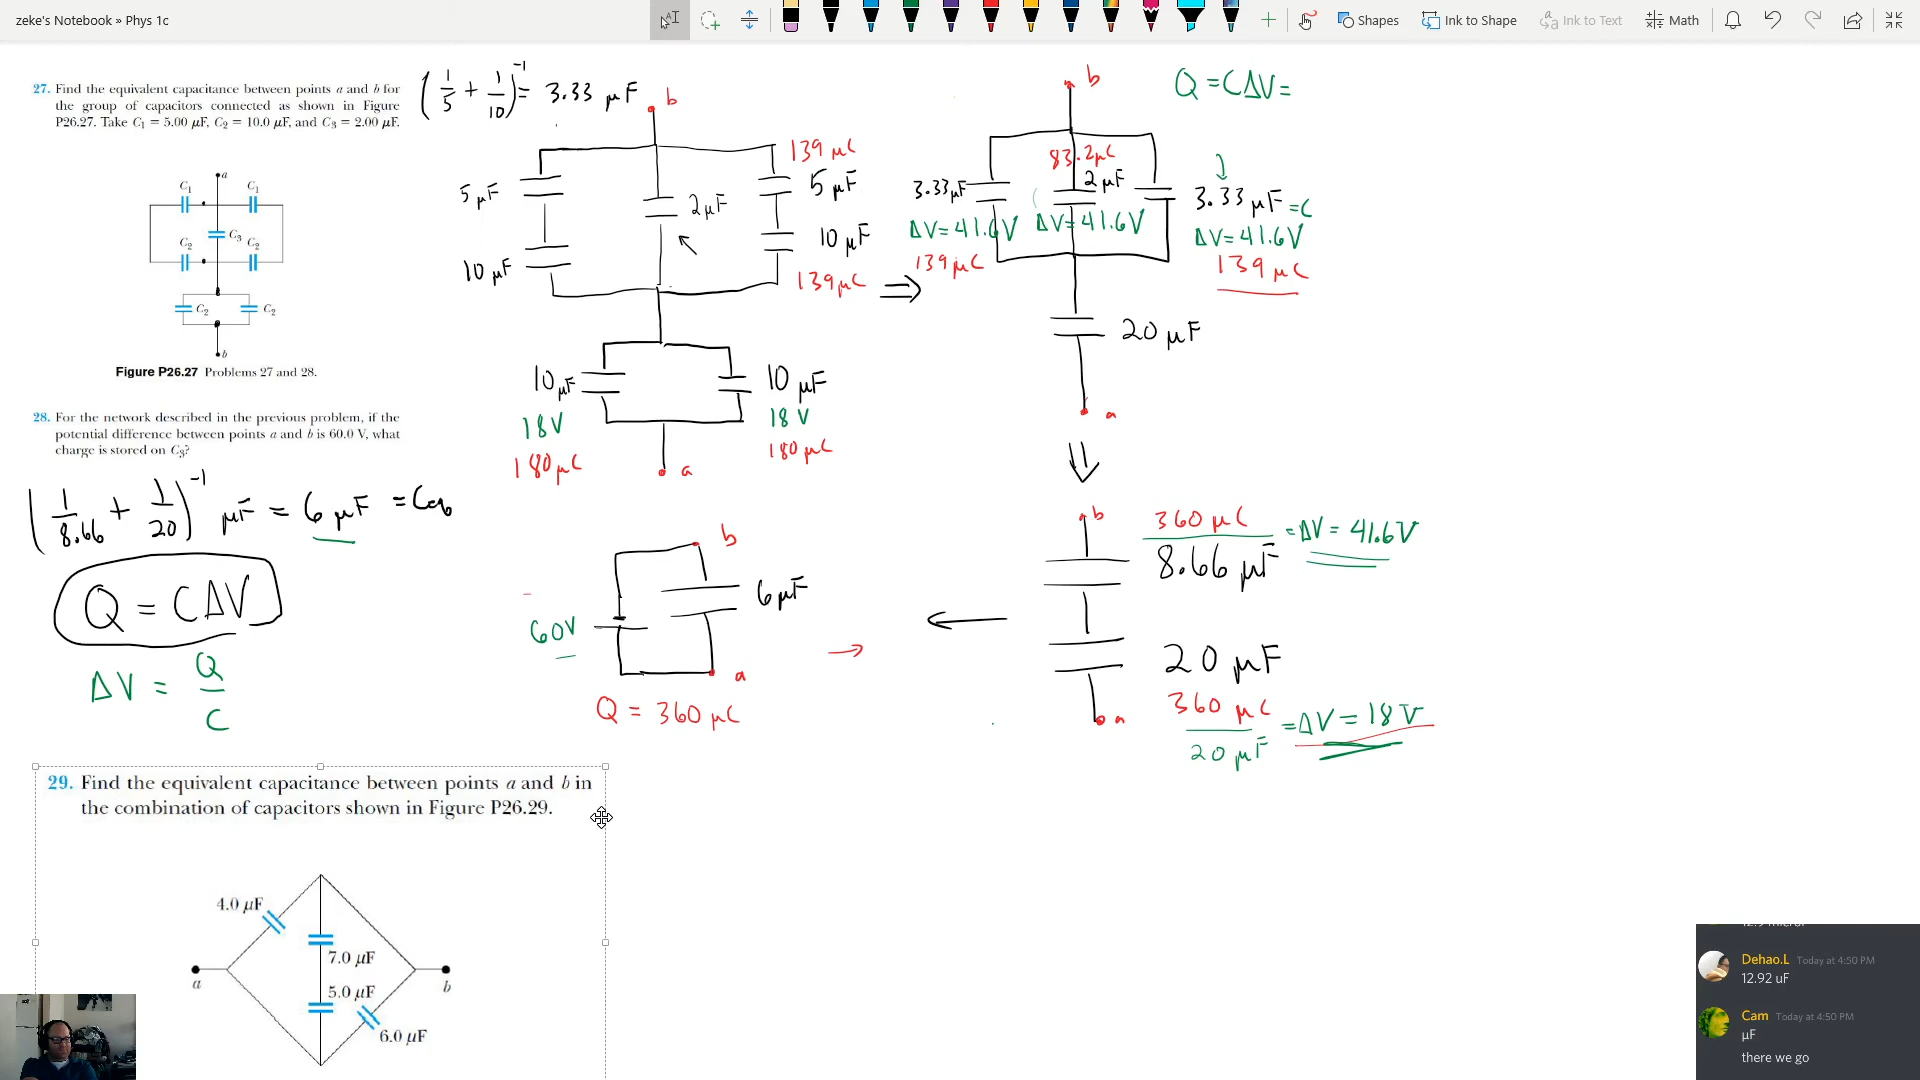 zeke's Notebook » Phys 1c
Shapes
Ink to Shape
Ink to Text
Math
27. Find the equivalent capacitance between points a and b for
the group of capacitors connected as shown in Figure
P26.27. Take C₁ = 5.00 μF, C₂ = 10.0 μF, and C₃ = 2.00 μF.
a
C₁ C₁
C₃
C₂ C₂
C₂ C₂
b
Figure P26.27 Problems 27 and 28.
28. For the network described in the previous problem, if the
potential difference between points a and b is 60.0 V, what
charge is stored on C₃?
(1/8.66 + 1/20)⁻¹ μF = 6 μF = Cab
Q = CΔV
ΔV = Q/C
(1/5 + 1/10)⁻¹ = 3.33 μF
b
139 μC
5 μF
2 μF
5 μF
10 μF
10 μF
139 μC
10 μF
10 μF
18V
18 V
180 μC
180 μC
a
b
60V
6 μF
a
Q = 360 μC
b
Q = CΔV =
83.2μC
3.33μF
2 μF
3.33 μF = C
ΔV=41.6V
ΔV=41.6V
ΔV=41.6V
139 μC
139 μC
20 μF
a
b
360 μC
8.66 μF
= ΔV = 41.6V
20 μF
360 μC
20 μF
= ΔV = 18 V
a
29. Find the equivalent capacitance between points a and b in
the combination of capacitors shown in Figure P26.29.
4.0 μF
7.0 μF
a
5.0 μF
b
6.0 μF
Dehao.L Today at 4:50 PM
12.92 uF
Cam Today at 4:50 PM
μF
there we go